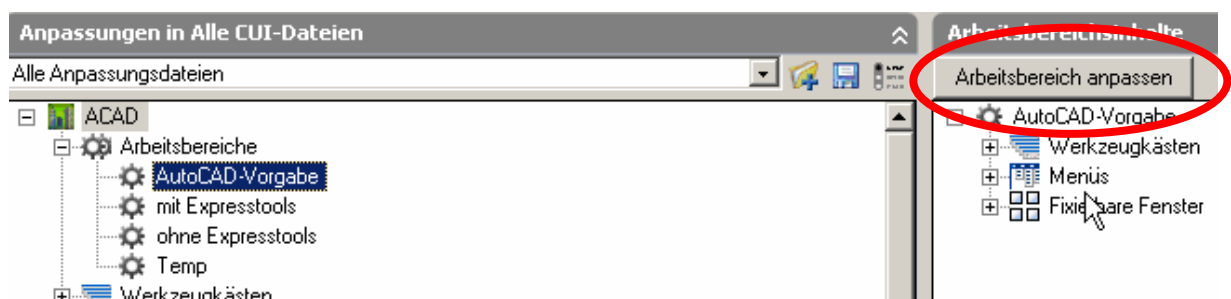 Anpassungen in Alle CUI-Dateien
Alle Anpassungsdateien
ACAD
Arbeitsbereiche
AutoCAD-Vorgabe
mit Expresstools
ohne Expresstools
Temp
Werkzeugkästen
Arbeitsbereichsinhalte
Arbeitsbereich anpassen
AutoCAD-Vorgabe
Werkzeugkästen
Menüs
Fixierbare Fenster